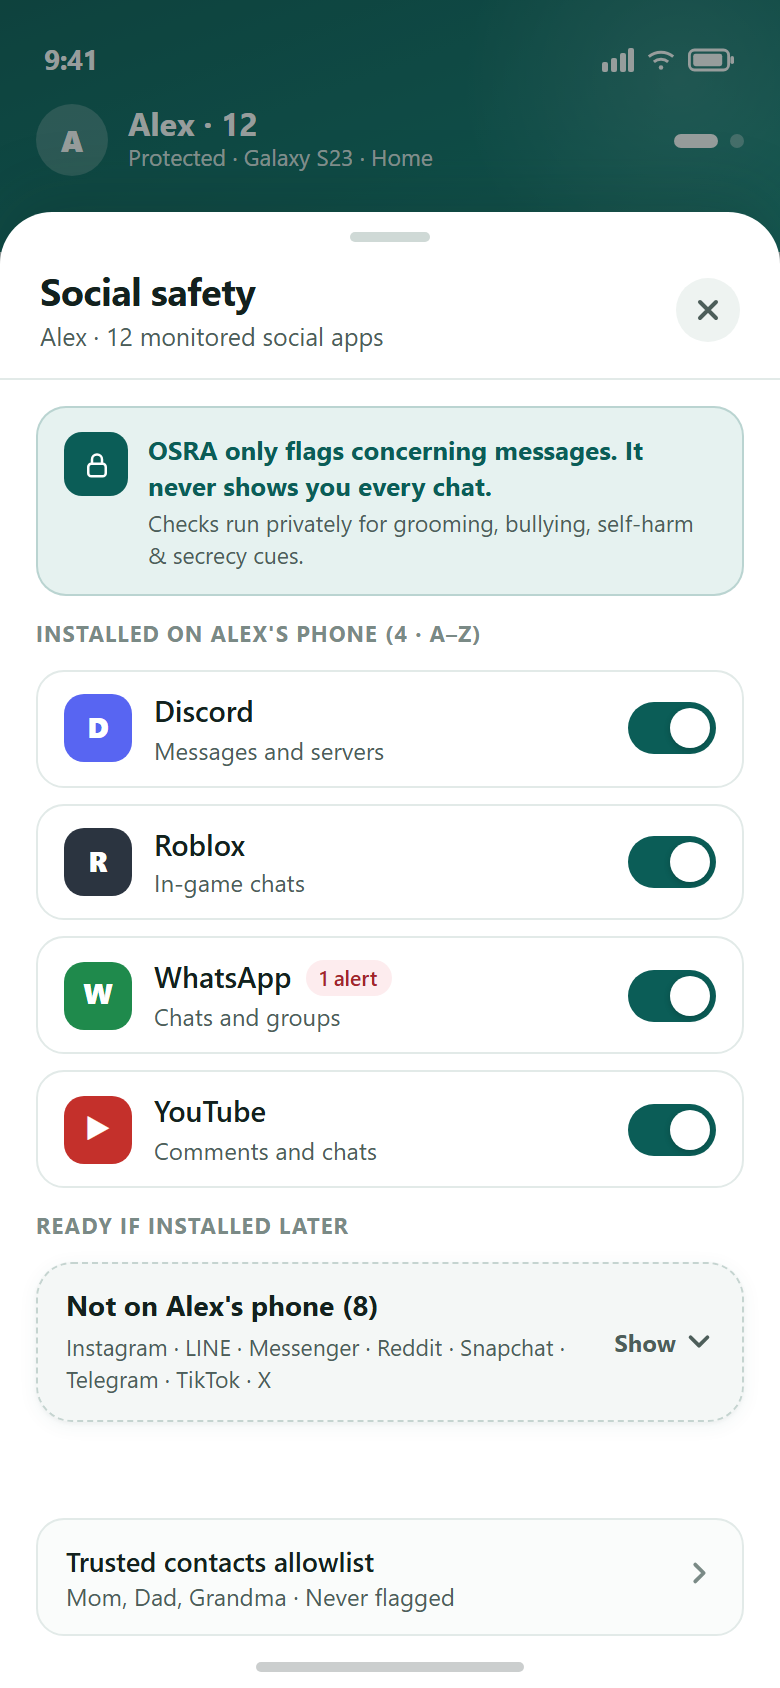 9:41
A
Alex · 12
Protected · Galaxy S23 · Home
Social safety
Alex · 12 monitored social apps
OSRA only flags concerning messages. It
never shows you every chat.
Checks run privately for grooming, bullying, self-harm
& secrecy cues.
INSTALLED ON ALEX'S PHONE (4 · A–Z)
D
Discord
Messages and servers
R
Roblox
In-game chats
W
WhatsApp 1 alert
Chats and groups
YouTube
Comments and chats
READY IF INSTALLED LATER
Not on Alex's phone (8)
Instagram · LINE · Messenger · Reddit · Snapchat ·
Telegram · TikTok · X
Show
Trusted contacts allowlist
Mom, Dad, Grandma · Never flagged